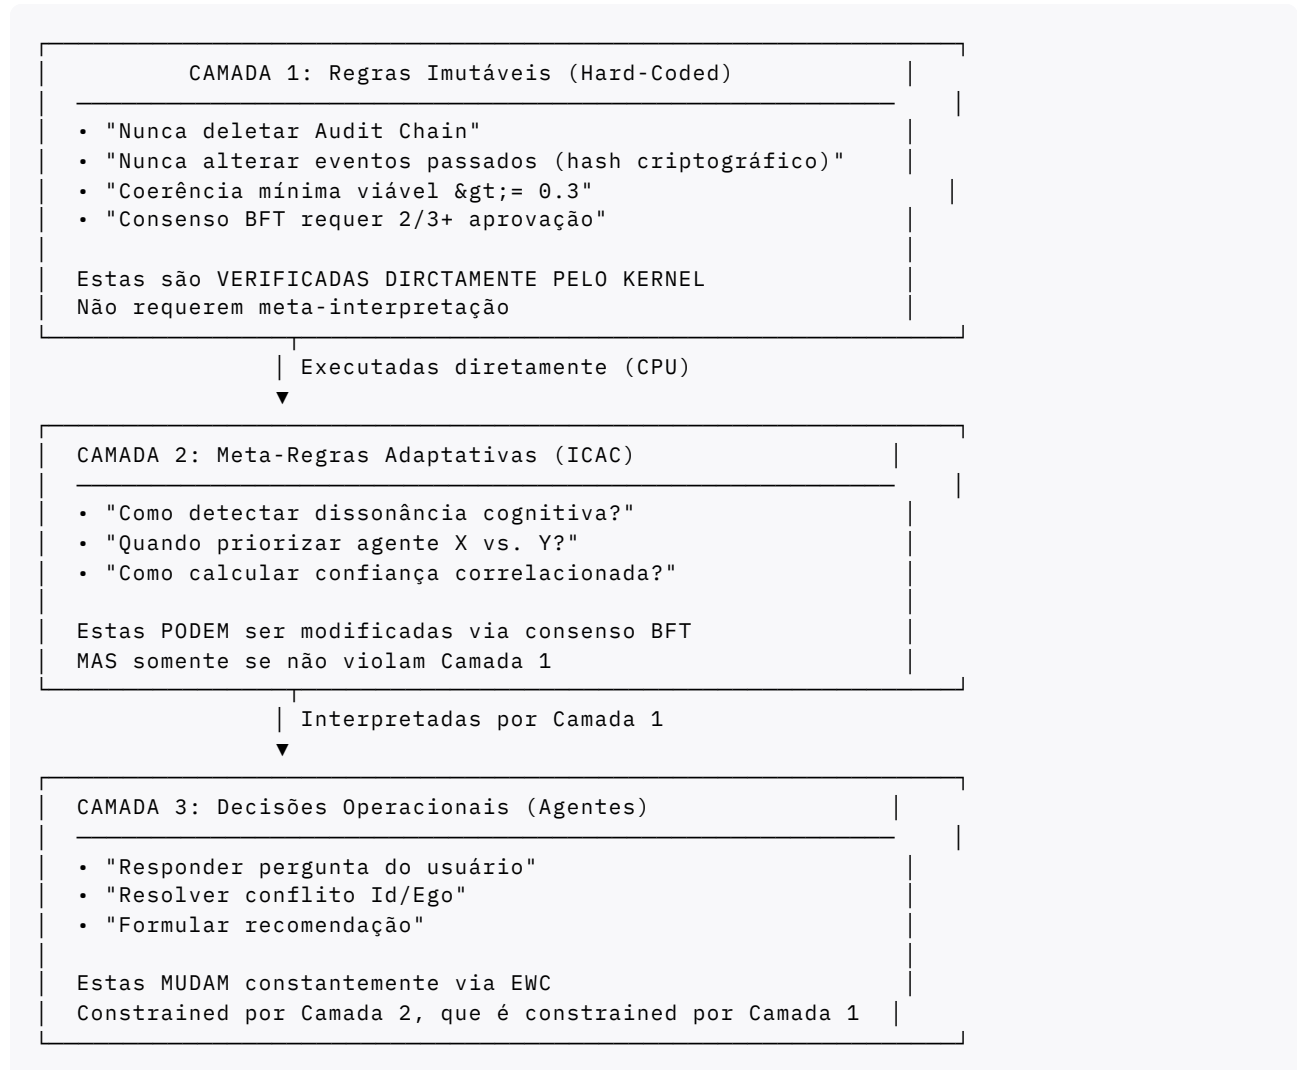 CAMADA 1: Regras Imutáveis (Hard-Coded)
• "Nunca deletar Audit Chain"
• "Nunca alterar eventos passados (hash criptográfico)"
• "Coerência mínima viável &gt;= 0.3"
• "Consenso BFT requer 2/3+ aprovação"
Estas são VERIFICADAS DIRCTAMENTE PELO KERNEL
Não requerem meta-interpretação
Executadas diretamente (CPU)
CAMADA 2: Meta-Regras Adaptativas (ICAC)
• "Como detectar dissonância cognitiva?"
• "Quando priorizar agente X vs. Y?"
• "Como calcular confiança correlacionada?"
Estas PODEM ser modificadas via consenso BFT
MAS somente se não violam Camada 1
Interpretadas por Camada 1
CAMADA 3: Decisões Operacionais (Agentes)
• "Responder pergunta do usuário"
• "Resolver conflito Id/Ego"
• "Formular recomendação"
Estas MUDAM constantemente via EWC
Constrained por Camada 2, que é constrained por Camada 1